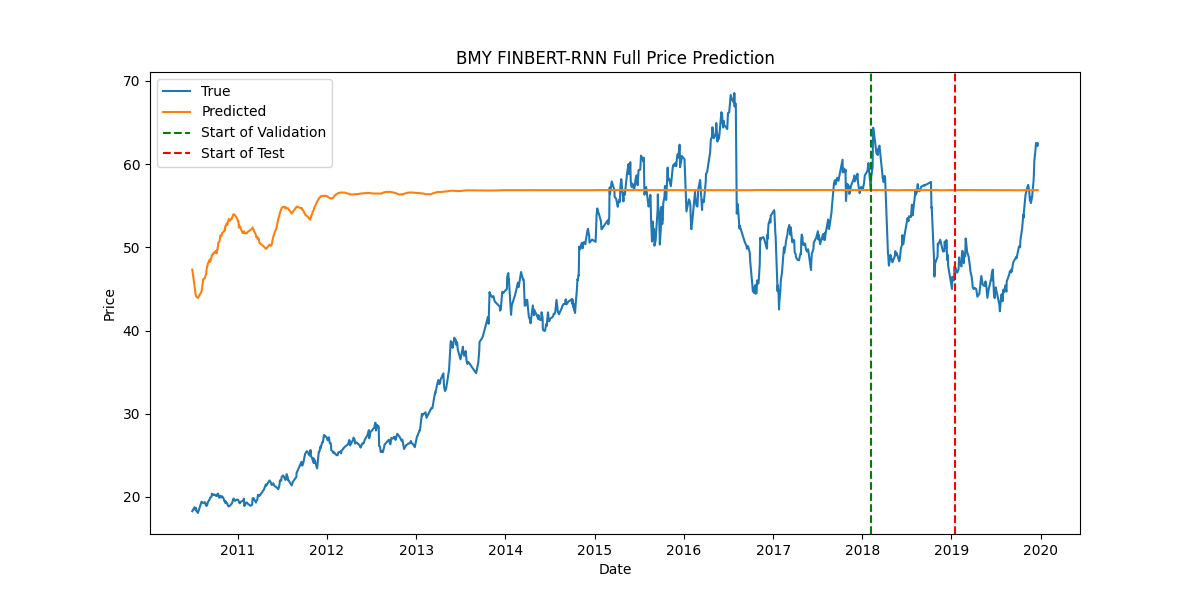 BMY FINBERT-RNN Full Price Prediction
True
Predicted
Start of Validation
Start of Test
70
60
50
40
30
20
Price
2011 2012 2013 2014 2015 2016 2017 2018 2019 2020
Date